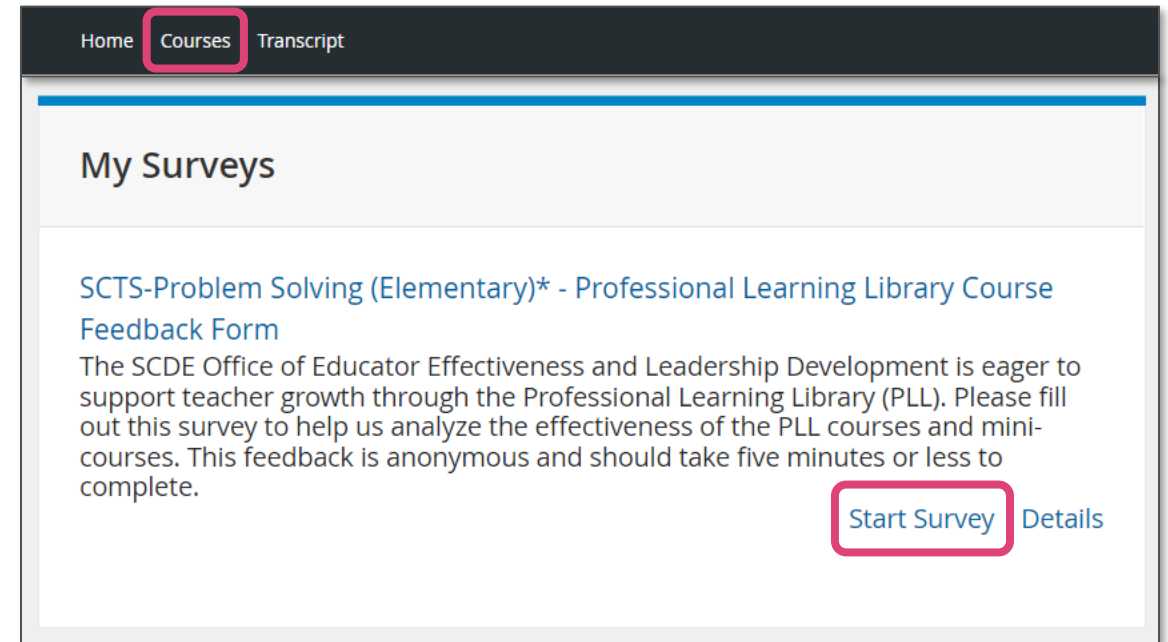 Home Courses Transcript
My Surveys
SCTS-Problem Solving (Elementary)* - Professional Learning Library Course
Feedback Form
The SCDE Office of Educator Effectiveness and Leadership Development is eager to
support teacher growth through the Professional Learning Library (PLL). Please fill
out this survey to help us analyze the effectiveness of the PLL courses and mini-
courses. This feedback is anonymous and should take five minutes or less to
complete.
Start Survey Details